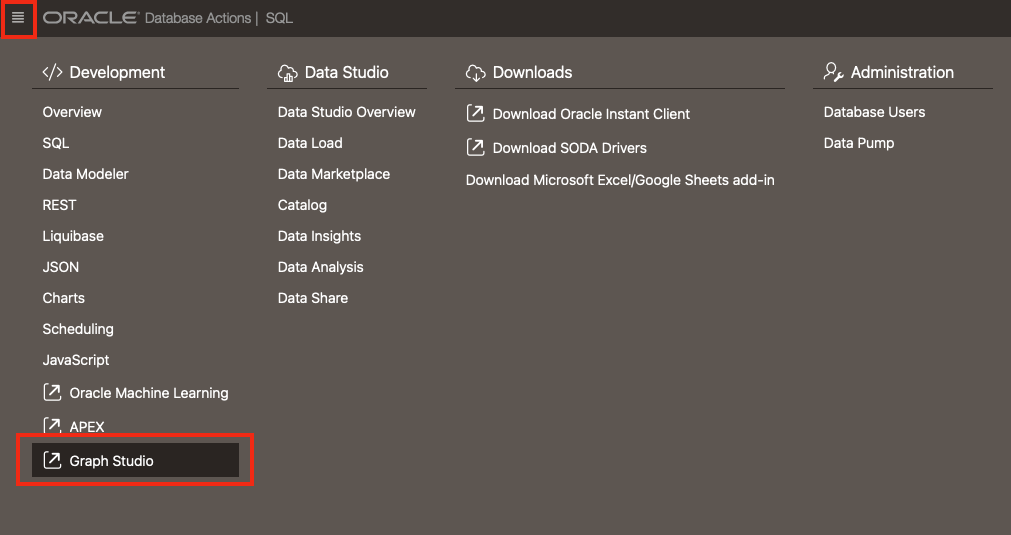 ORACLE Database Actions | SQL
Development
Overview
SQL
Data Modeler
REST
Liquibase
JSON
Charts
Scheduling
JavaScript
Oracle Machine Learning
APEX
Graph Studio
Data Studio
Data Studio Overview
Data Load
Data Marketplace
Catalog
Data Insights
Data Analysis
Data Share
Downloads
Download Oracle Instant Client
Download SODA Drivers
Download Microsoft Excel/Google Sheets add-in
Administration
Database Users
Data Pump